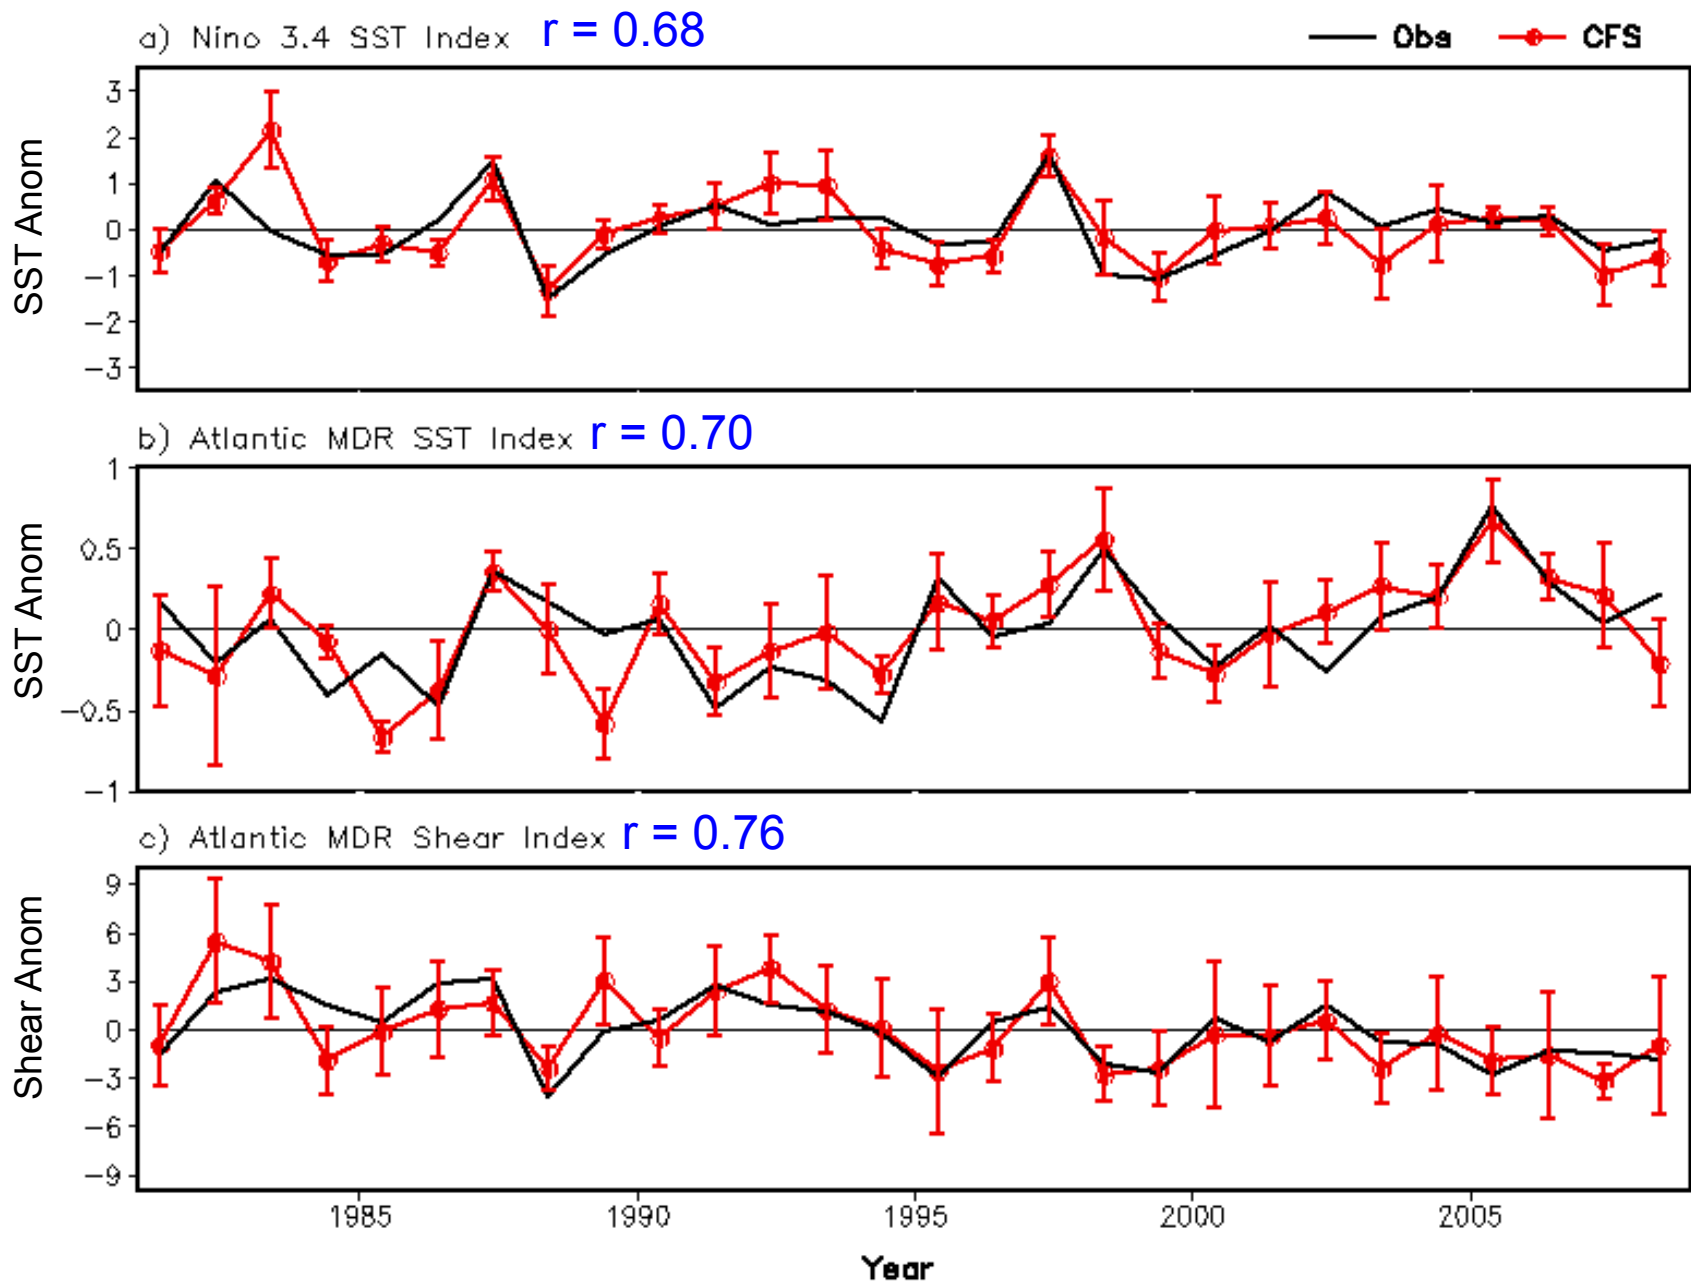 a) Nino 3.4 SST Index r = 0.68 Obs CFS
SST Anom
3
2
1
0
−1
−2
−3
b) Atlantic MDR SST Index r = 0.70
SST Anom
1
0.5
0
−0.5
−1
c) Atlantic MDR Shear Index r = 0.76
Shear Anom
9
6
3
0
−3
−6
−9
1985 1990 1995 2000 2005
Year